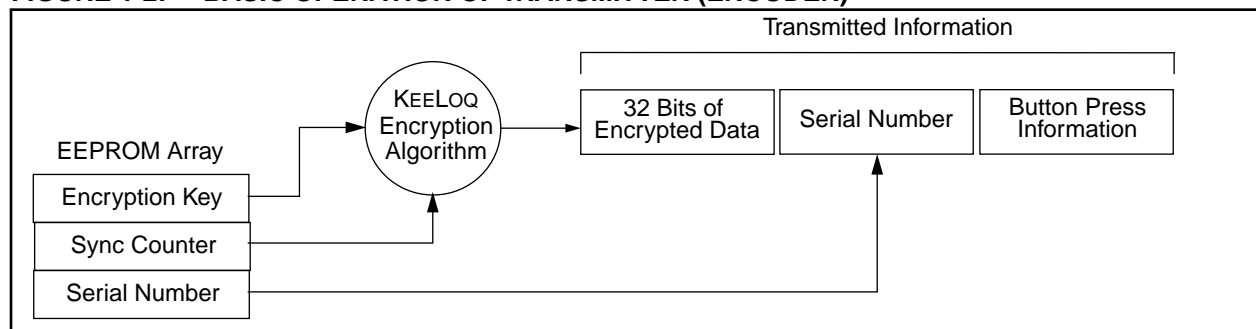 FIGURE 1-2: BASIC OPERATION OF TRANSMITTER (ENCODER)
Transmitted Information
KEELOQ
Encryption
Algorithm
32 Bits of
Encrypted Data
Serial Number
Button Press
Information
EEPROM Array
Encryption Key
Sync Counter
Serial Number